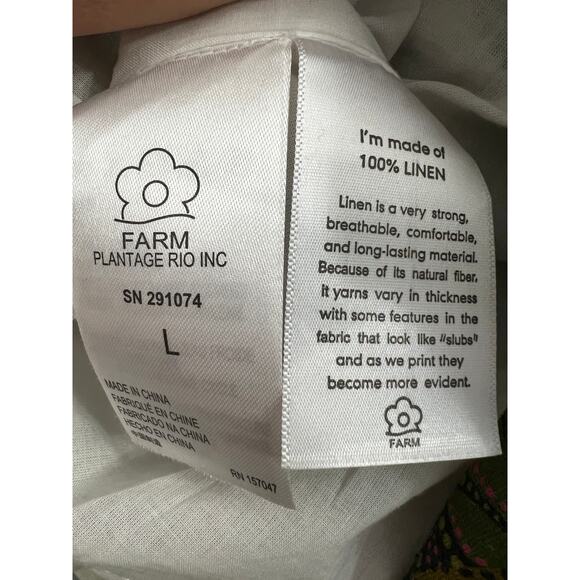 FARM
PLANTAGE RIO INC
SN 291074
L
MADE IN CHINA
FABRIQUÉ EN CHINE
FABRICADO NA CHINA
HECHO EN CHINA
RN 157047
I'm made of
100% LINEN
Linen is a very strong,
breathable, comfortable,
and long-lasting material.
Because of its natural fiber.
It yarns vary in thickness
with some features in the
fabric that look like "slubs"
and as we print they
become more evident.
FARM